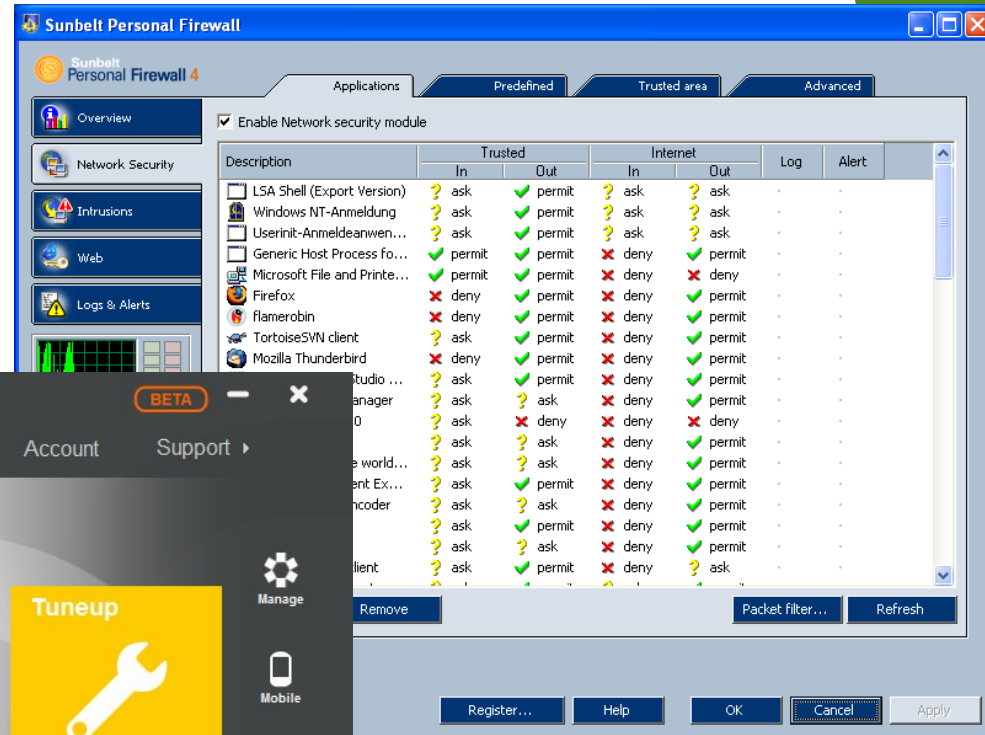 Sunbelt Personal Firewall
Sunbelt
Personal Firewall 4
Applications Predefined Trusted area Advanced
Overview
Network Security
Intrusions
Web
Logs & Alerts
Enable Network security module
Description Trusted Internet Log Alert
In Out In Out
LSA Shell (Export Version) ? ask permit ? ask ? ask
Windows NT-Anmeldung ? ask permit ? ask ? ask
Userinit-Anmeldeanwen... ? ask permit ? ask ? ask
Generic Host Process fo... permit permit deny permit
Microsoft File and Printe... permit permit deny deny
Firefox deny permit deny permit
flamerobin deny permit deny permit
TortoiseSVN client ? ask permit deny permit
Mozilla Thunderbird deny permit deny permit
Studio ... ? ask permit deny permit
anager ? ask ? ask deny permit
0 ? ask deny deny deny
? ask ? ask deny permit
e world... ? ask ? ask deny permit
ent Ex... ? ask permit deny permit
ncoder ? ask ? ask deny permit
? ask permit deny permit
? ask ? ask deny permit
lient ? ask permit deny ? ask
Remove Packet filter... Refresh
Register... Help OK Cancel Apply
BETA
Account Support
Tuneup
Manage
Mobile